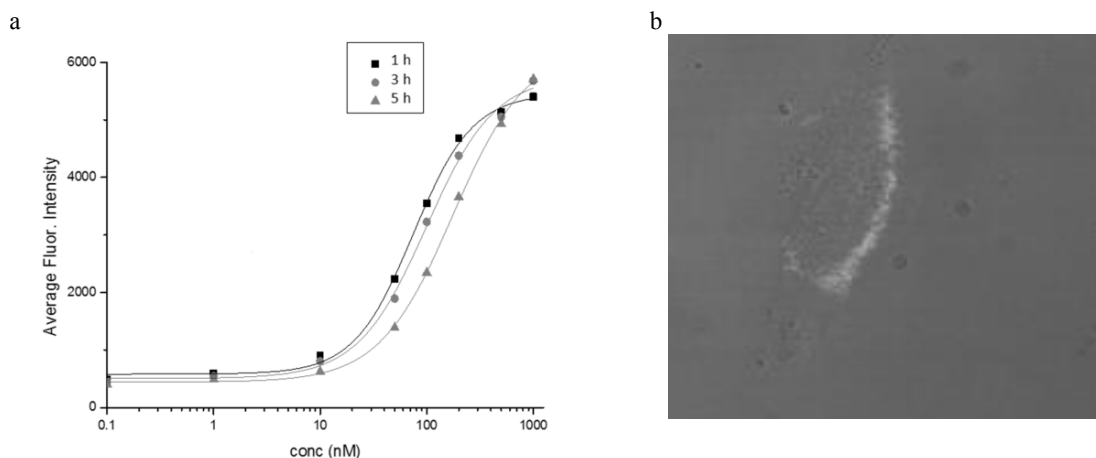 a
b
1 h
3 h
5 h
6000
4000
2000
0
Average Fluor. Intensity
0.1 1 10 100 1000
conc (nM)